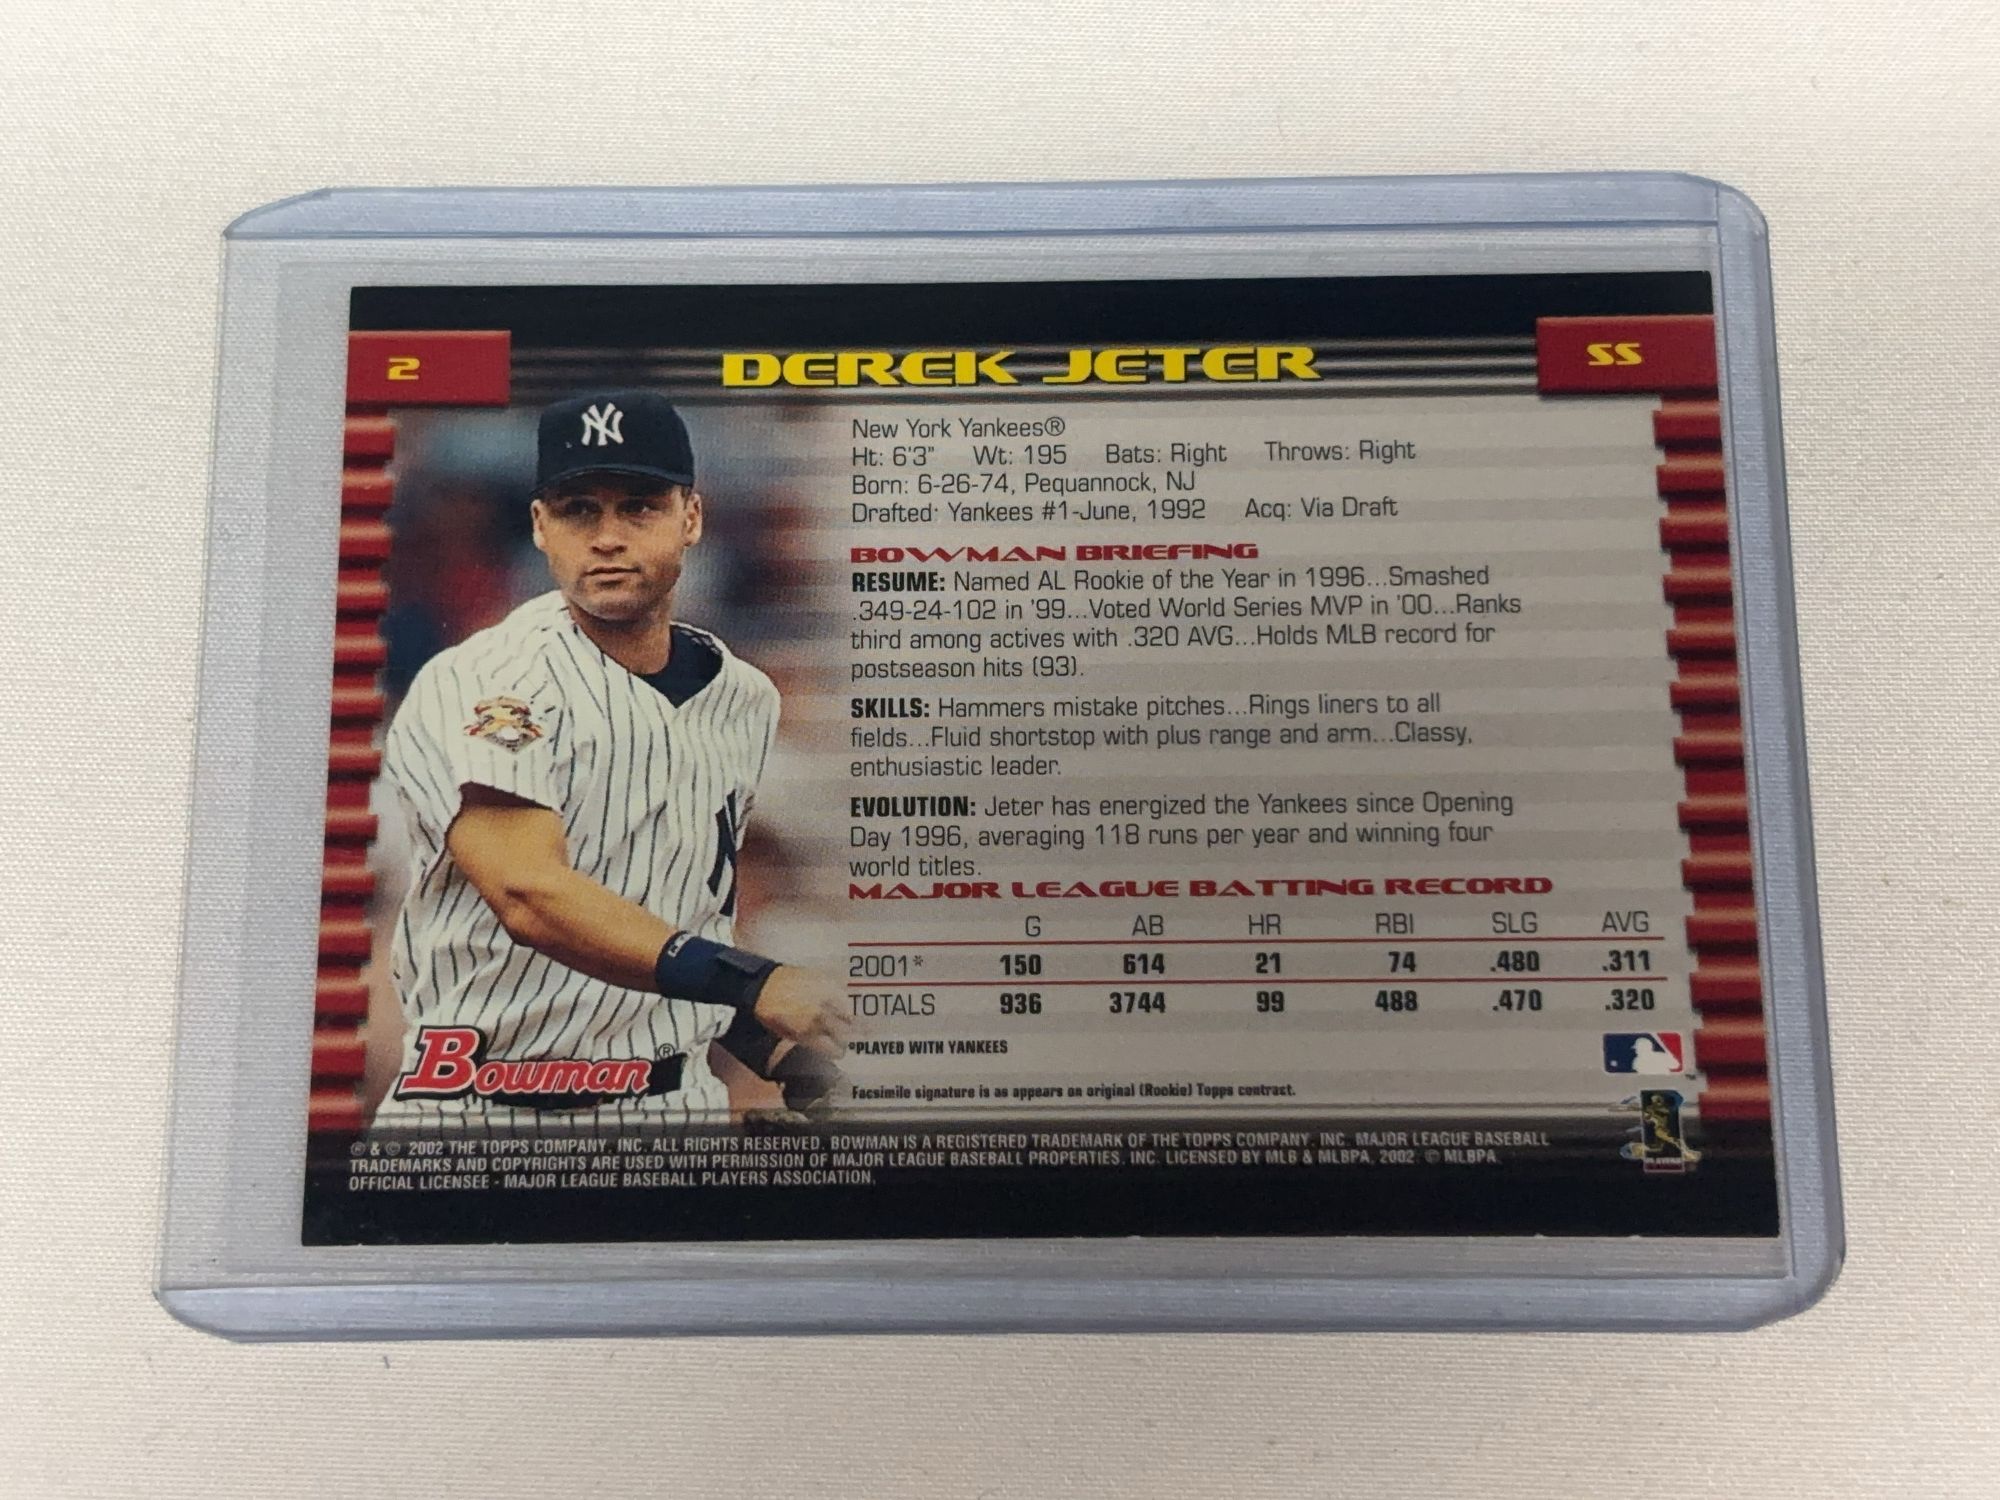 2
DEREK JETER
SS
NY
New York Yankees®
Ht: 6'3" Wt: 195 Bats: Right Throws: Right
Born: 6-26-74, Pequannock, NJ
Drafted: Yankees #1-June, 1992 Acq: Via Draft
BOWMAN BRIEFING
RESUME: Named AL Rookie of the Year in 1996...Smashed
.349-24-102 in '99...Voted World Series MVP in '00...Ranks
third among actives with .320 AVG...Holds MLB record for
postseason hits (93).
SKILLS: Hammers mistake pitches...Rings liners to all
fields...Fluid shortstop with plus range and arm...Classy,
enthusiastic leader.
EVOLUTION: Jeter has energized the Yankees since Opening
Day 1996, averaging 118 runs per year and winning four
world titles.
MAJOR LEAGUE BATTING RECORD
G AB HR RBI SLG AVG
2001* 150 614 21 74 .480 .311
TOTALS 936 3744 99 488 .470 .320
*PLAYED WITH YANKEES
Facsimile signature is as appears on original (Rookie) Topps contract.
Bowman®
® & © 2002 THE TOPPS COMPANY, INC. ALL RIGHTS RESERVED. BOWMAN IS A REGISTERED TRADEMARK OF THE TOPPS COMPANY, INC. MAJOR LEAGUE BASEBALL
TRADEMARKS AND COPYRIGHTS ARE USED WITH PERMISSION OF MAJOR LEAGUE BASEBALL PROPERTIES, INC. LICENSED BY MLB & MLBPA, 2002. © MLBPA
OFFICIAL LICENSEE - MAJOR LEAGUE BASEBALL PLAYERS ASSOCIATION.